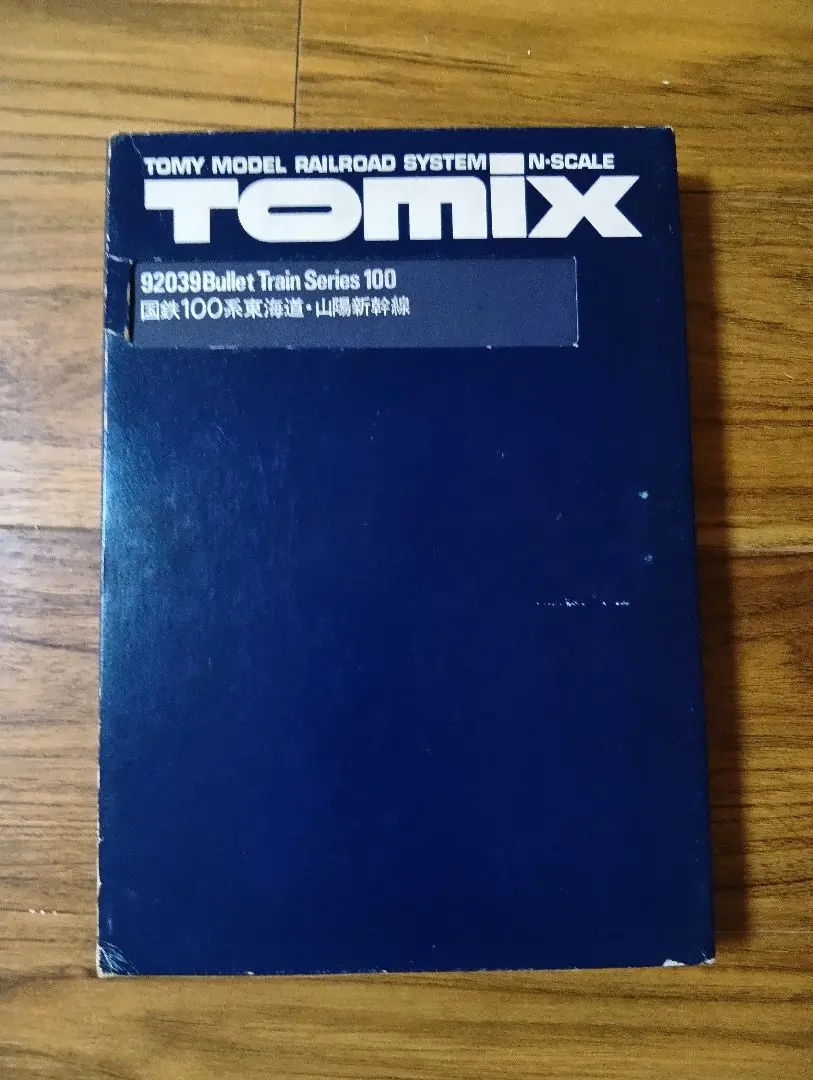 TOMY MODEL RAILROAD SYSTEM N•SCALE
TOMIX
92039 Bullet Train Series 100
国鉄100系東海道・山陽新幹線